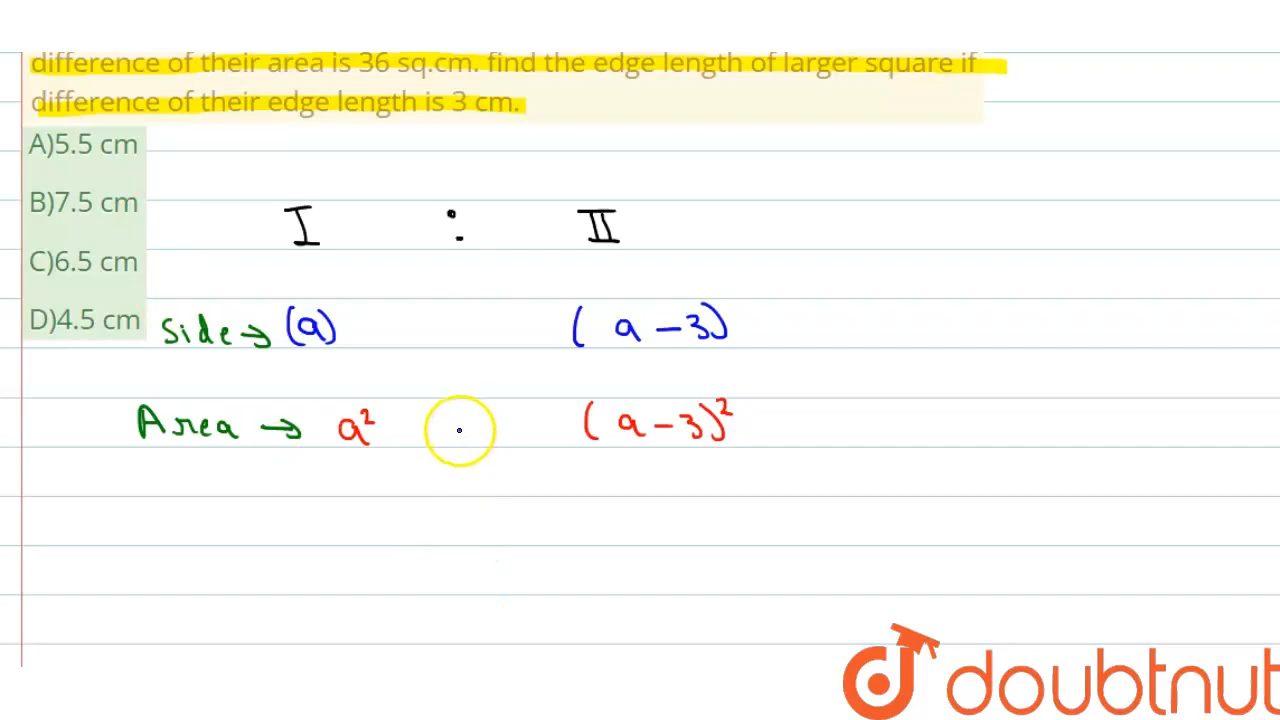 difference of their area is 36 sq.cm. find the edge length of larger square if
difference of their edge length is 3 cm.
A)5.5 cm
B)7.5 cm
C)6.5 cm
D)4.5 cm
I : II
Side → (a) (a - 3)
Area → a² (a - 3)²
doubtnut